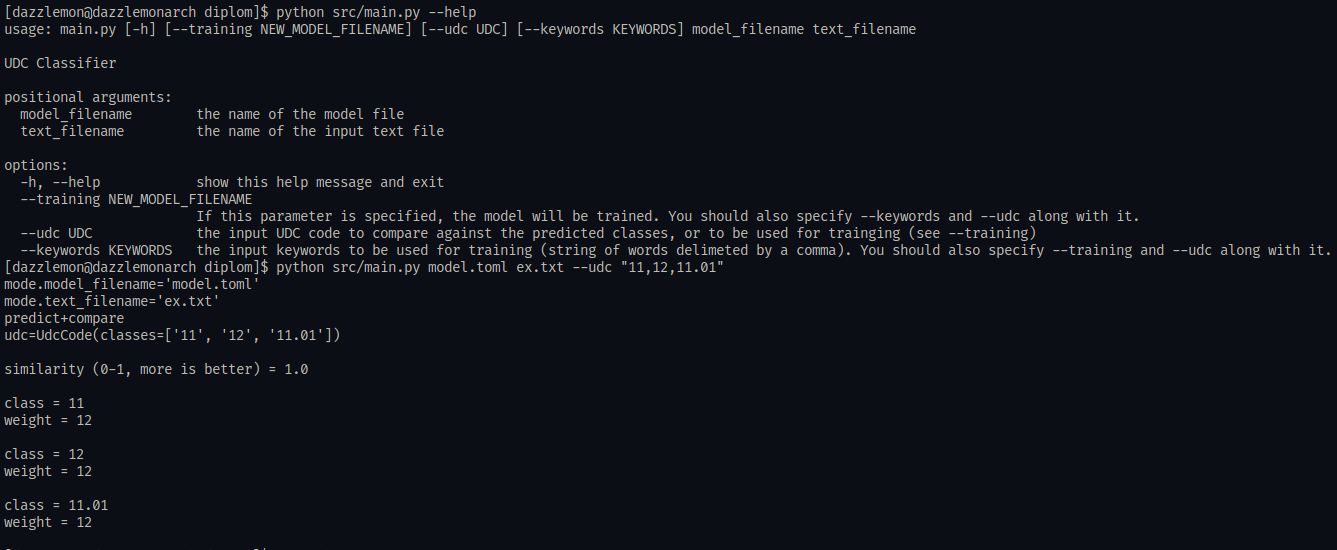 [dazzlemon@dazzlemonarch diplom]$ python src/main.py --help
usage: main.py [-h] [--training NEW_MODEL_FILENAME] [--udc UDC] [--keywords KEYWORDS] model_filename text_filename
UDC Classifier
positional arguments:
model_filename        the name of the model file
text_filename         the name of the input text file
options:
-h, --help            show this help message and exit
--training NEW_MODEL_FILENAME
If this parameter is specified, the model will be trained. You should also specify --keywords and --udc along with it.
--udc UDC             the input UDC code to compare against the predicted classes, or to be used for trainging (see --training)
--keywords KEYWORDS   the input keywords to be used for training (string of words delimeted by a comma). You should also specify --training and --udc along with it.
[dazzlemon@dazzlemonarch diplom]$ python src/main.py model.toml ex.txt --udc "11,12,11.01"
mode.model_filename='model.toml'
mode.text_filename='ex.txt'
predict+compare
udc=UdcCode(classes=['11', '12', '11.01'])
similarity (0-1, more is better) = 1.0
class = 11
weight = 12
class = 12
weight = 12
class = 11.01
weight = 12